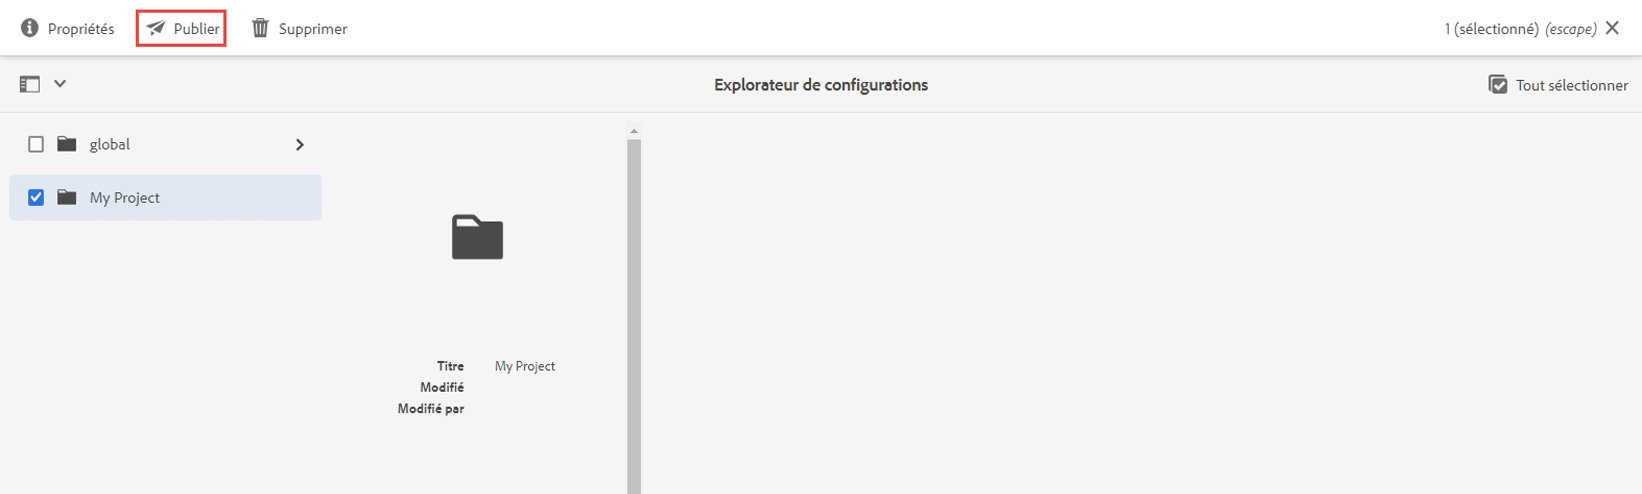 Propriétés Publier Supprimer 1 (sélectionné) (escape)
Explorateur de configurations Tout sélectionner
global
My Project
Titre My Project
Modifié
Modifié par